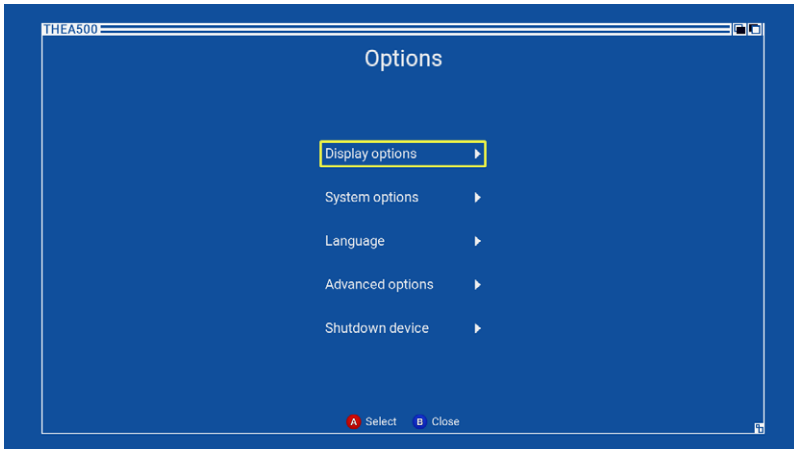 THEA500
Options
Display options
System options
Language
Advanced options
Shutdown device
A Select B Close